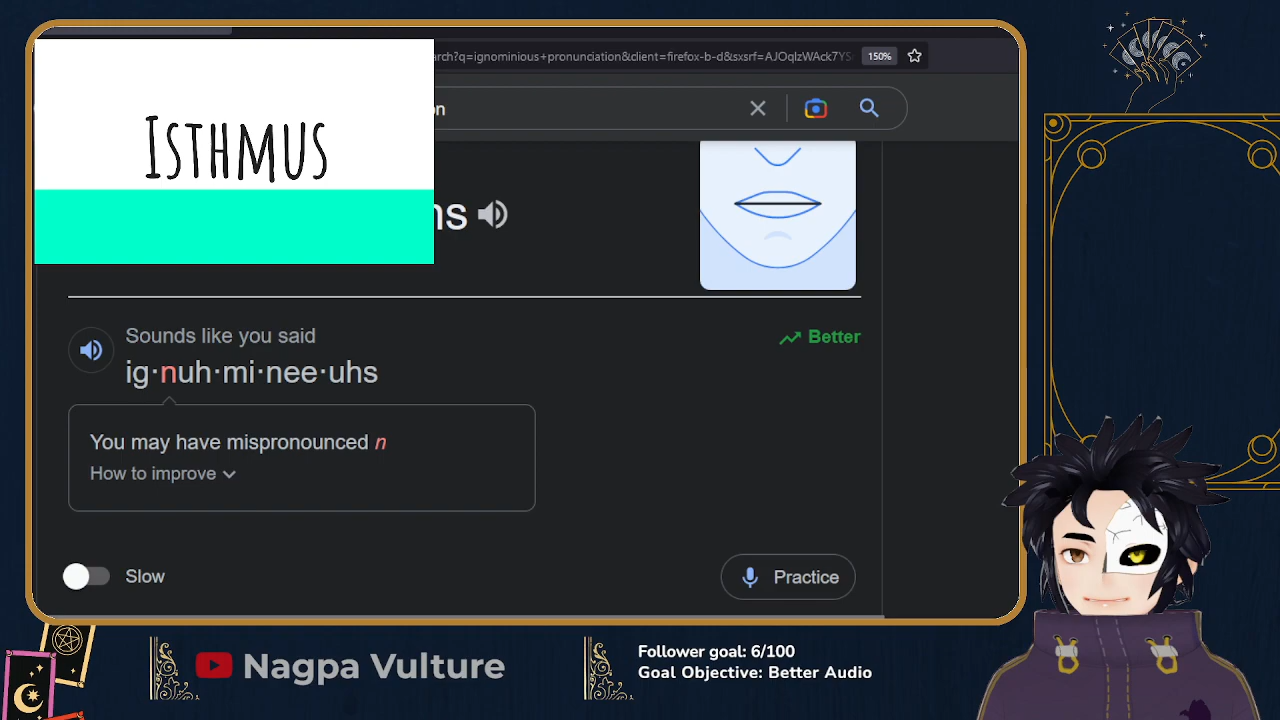 arch?q=ignominious+pronunciation&client=firefox-b-d&sxsrf=AJOqlzWAck7YS
150%
on
ISTHMUS
ns
Sounds like you said
Better
ig·nuh·mi·nee·uhs
You may have mispronounced n
How to improve
Slow
Practice
Nagpa Vulture
Follower goal: 6/100
Goal Objective: Better Audio